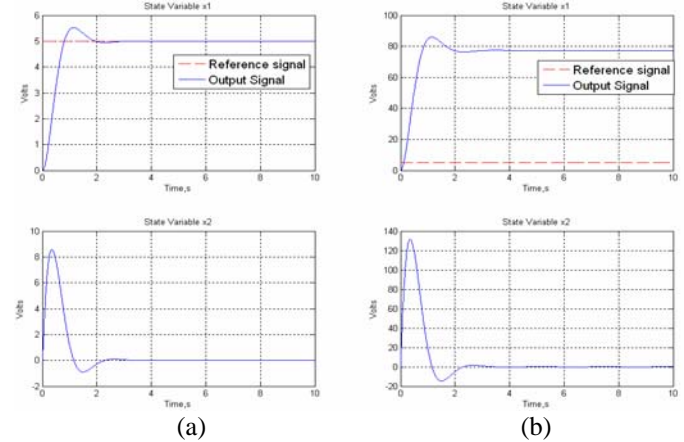 State Variable x1
6
5
4
3
2
1
0
Volts
0 2 4 6 8 10
Time,s
Reference signal
Output Signal
State Variable x1
100
80
60
40
20
0
Volts
0 2 4 6 8 10
Time,s
Reference signal
Output Signal
State Variable x2
10
8
6
4
2
0
-2
Volts
0 2 4 6 8 10
Time,s
State Variable x2
140
120
100
80
60
40
20
0
-20
Volts
0 2 4 6 8 10
Time,s
(a)
(b)